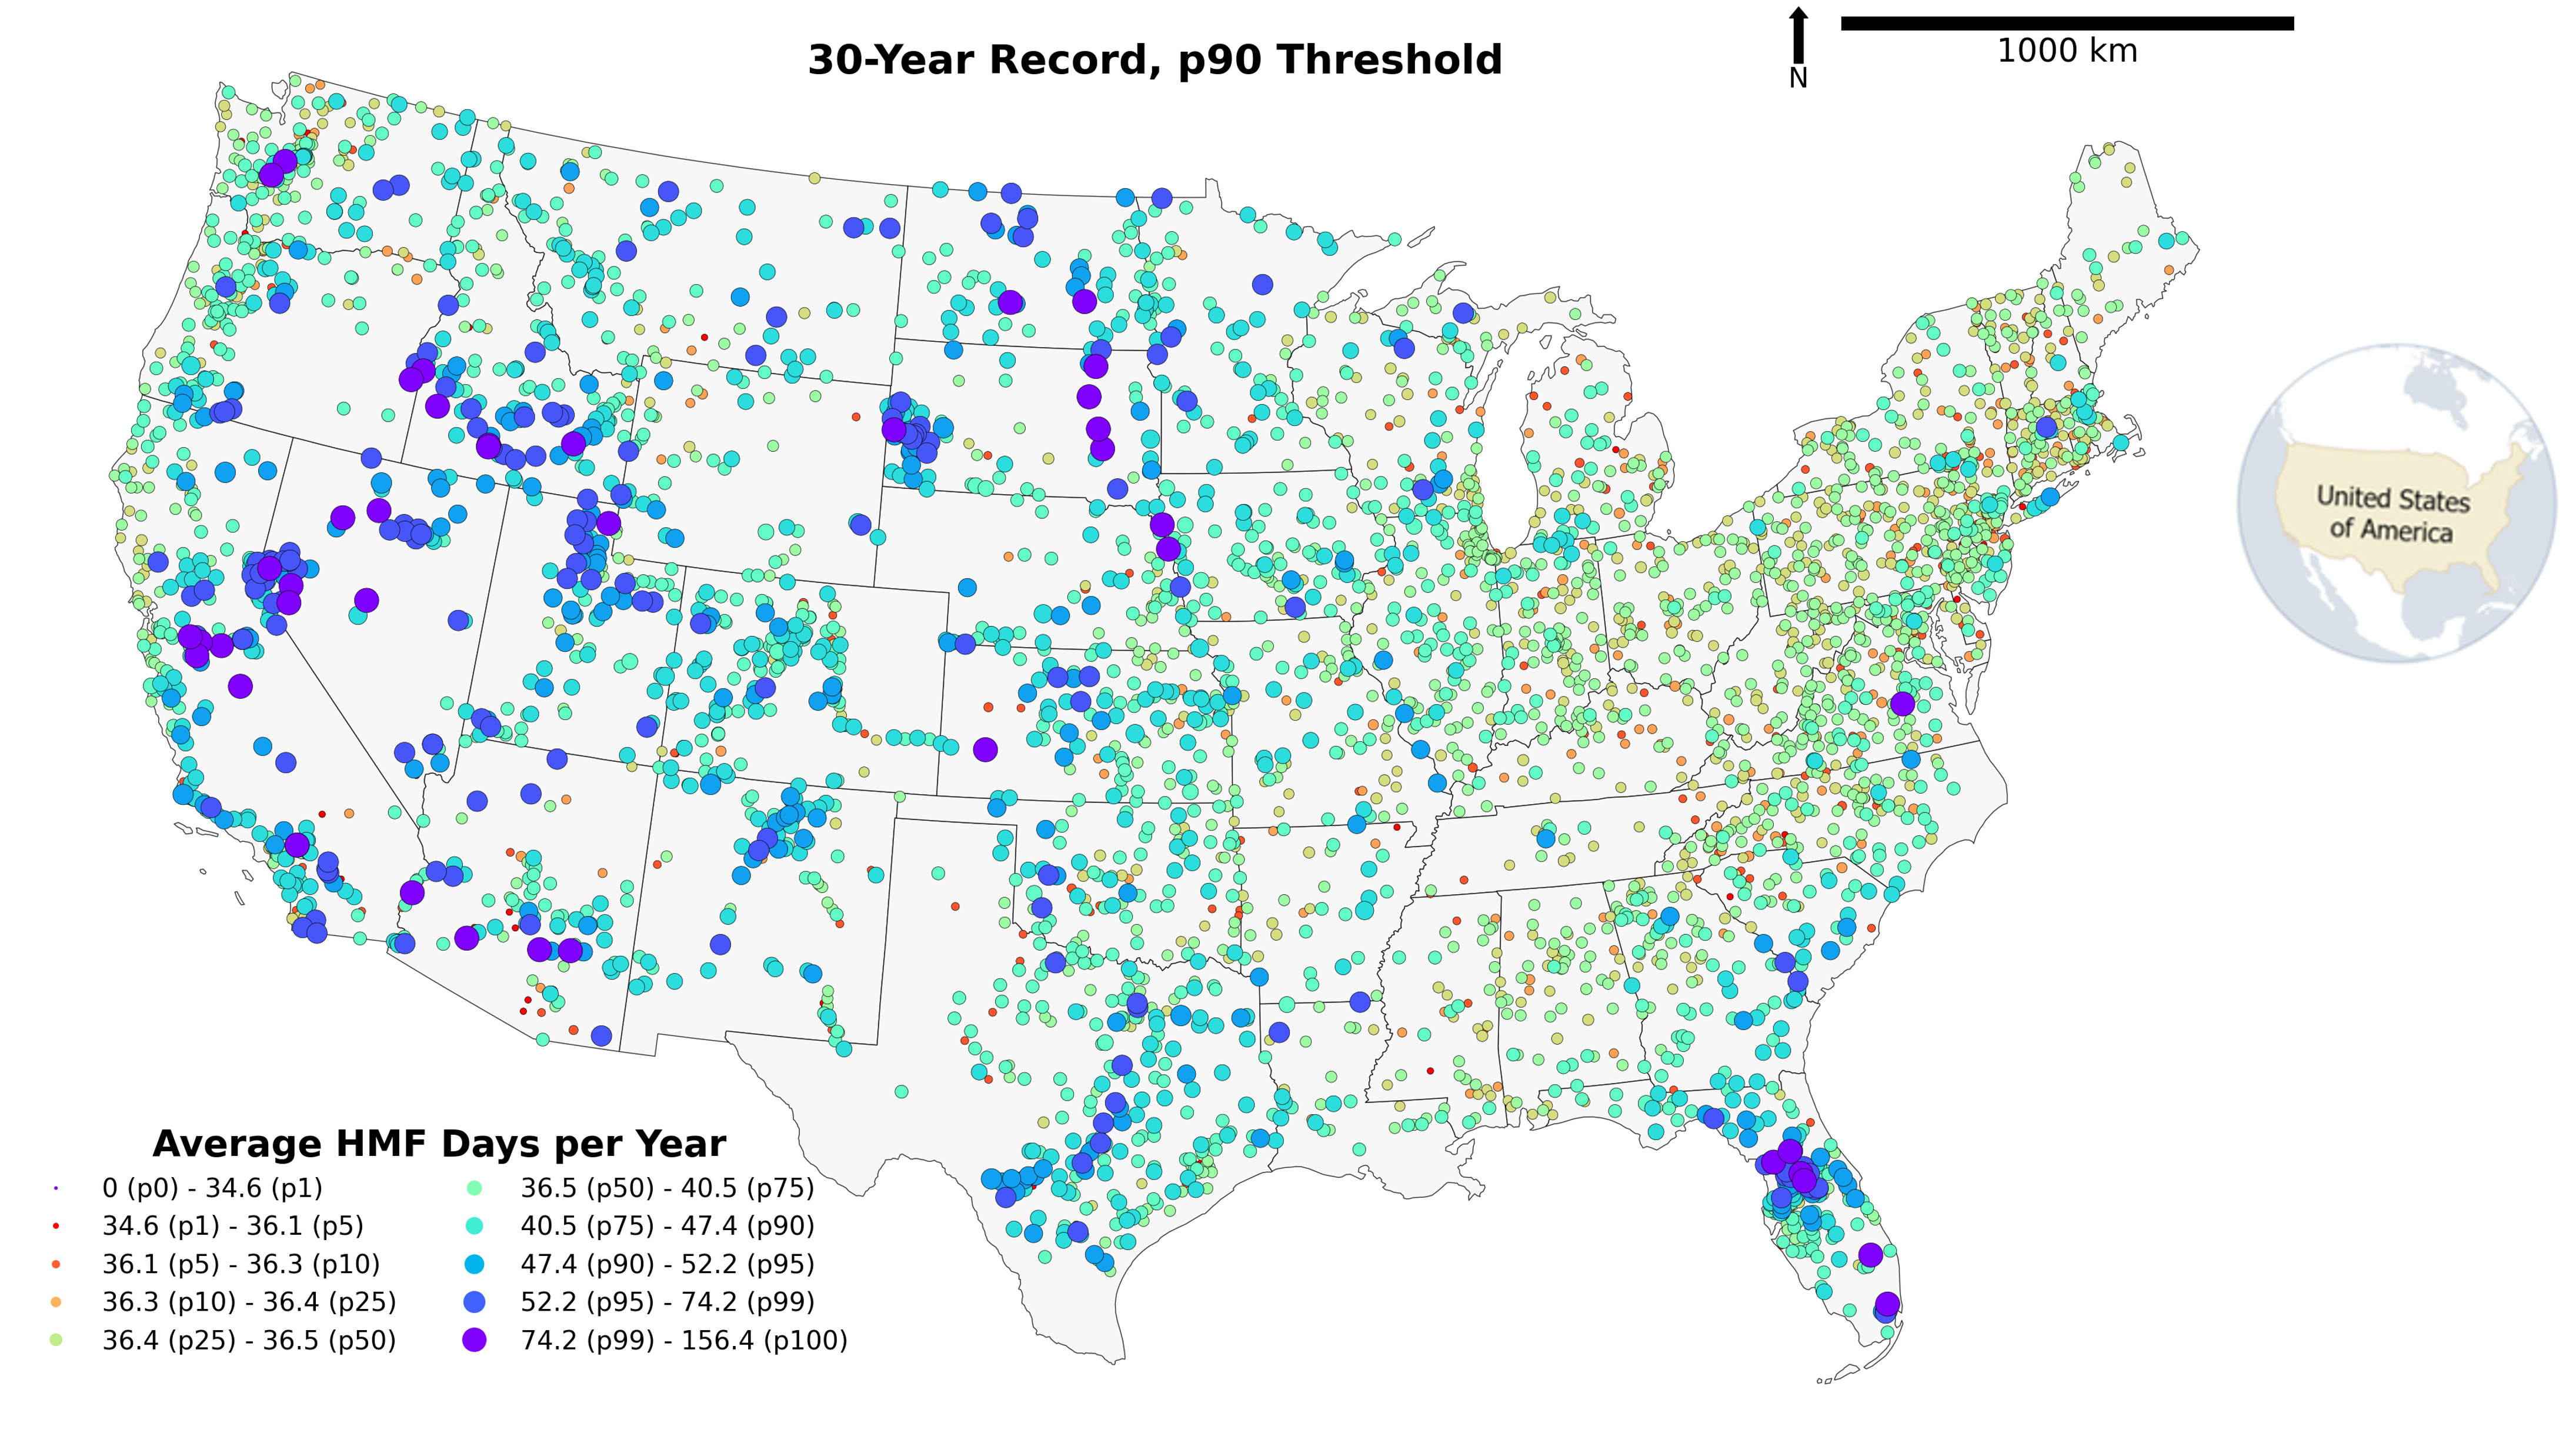 30-Year Record, p90 Threshold
N
1000 km
United States
of America
Average HMF Days per Year
0 (p0) - 34.6 (p1)
34.6 (p1) - 36.1 (p5)
36.1 (p5) - 36.3 (p10)
36.3 (p10) - 36.4 (p25)
36.4 (p25) - 36.5 (p50)
36.5 (p50) - 40.5 (p75)
40.5 (p75) - 47.4 (p90)
47.4 (p90) - 52.2 (p95)
52.2 (p95) - 74.2 (p99)
74.2 (p99) - 156.4 (p100)